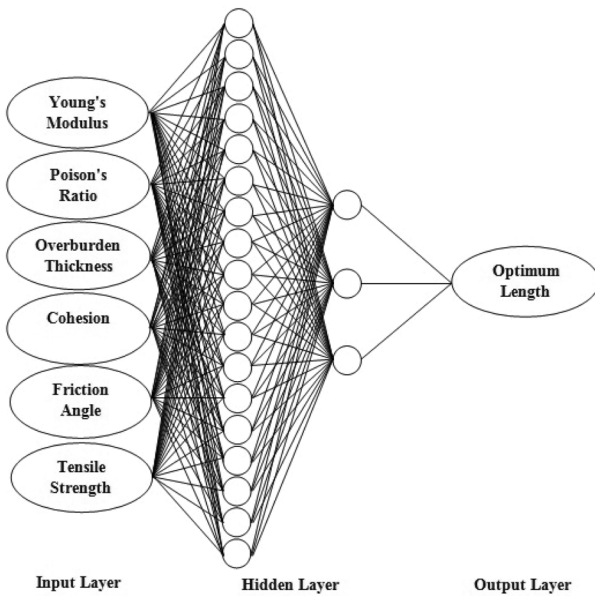 Young's
Modulus
Poison's
Ratio
Overburden
Thickness
Cohesion
Friction
Angle
Tensile
Strength
Optimum
Length
Input Layer
Hidden Layer
Output Layer